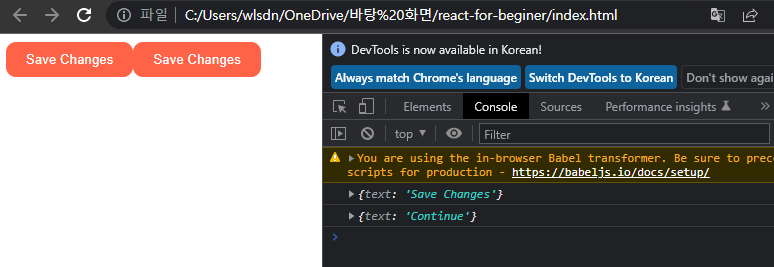 파일 C:/Users/wlsdn/OneDrive/바탕%20화면/react-for-beginer/index.html
Save Changes Save Changes
DevTools is now available in Korean!
Always match Chrome's language Switch DevTools to Korean Don't show again
Elements Console Sources Performance insights
top Filter
You are using the in-browser Babel transformer. Be sure to prec
scripts for production - https://babeljs.io/docs/setup/
{text: 'Save Changes'}
{text: 'Continue'}